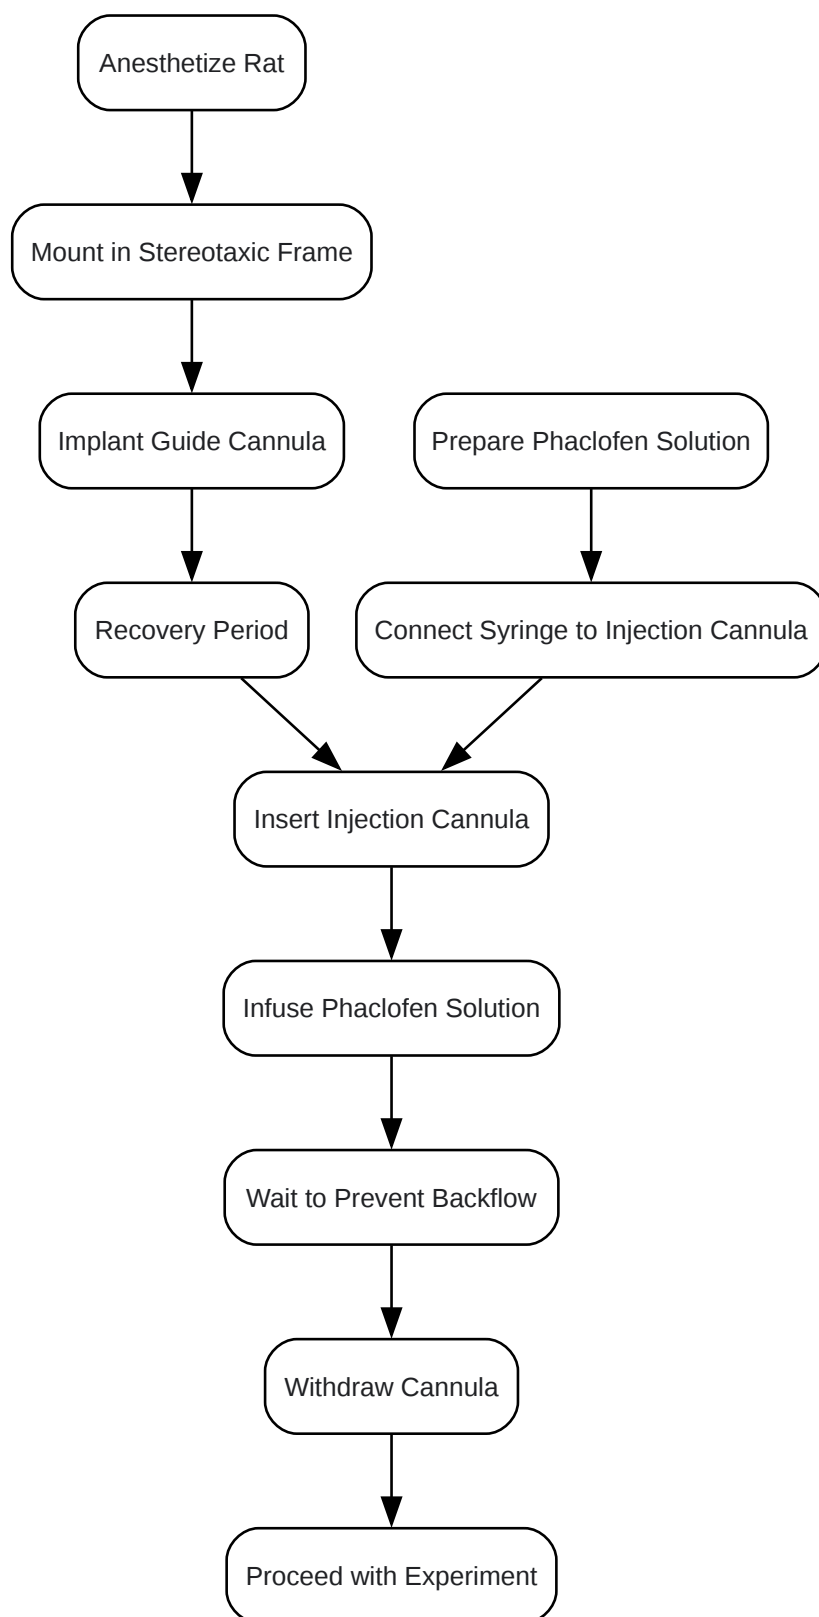 Anesthetize Rat
Mount in Stereotaxic Frame
Implant Guide Cannula
Prepare Phaclofen Solution
Recovery Period
Connect Syringe to Injection Cannula
Insert Injection Cannula
Infuse Phaclofen Solution
Wait to Prevent Backflow
Withdraw Cannula
Proceed with Experiment